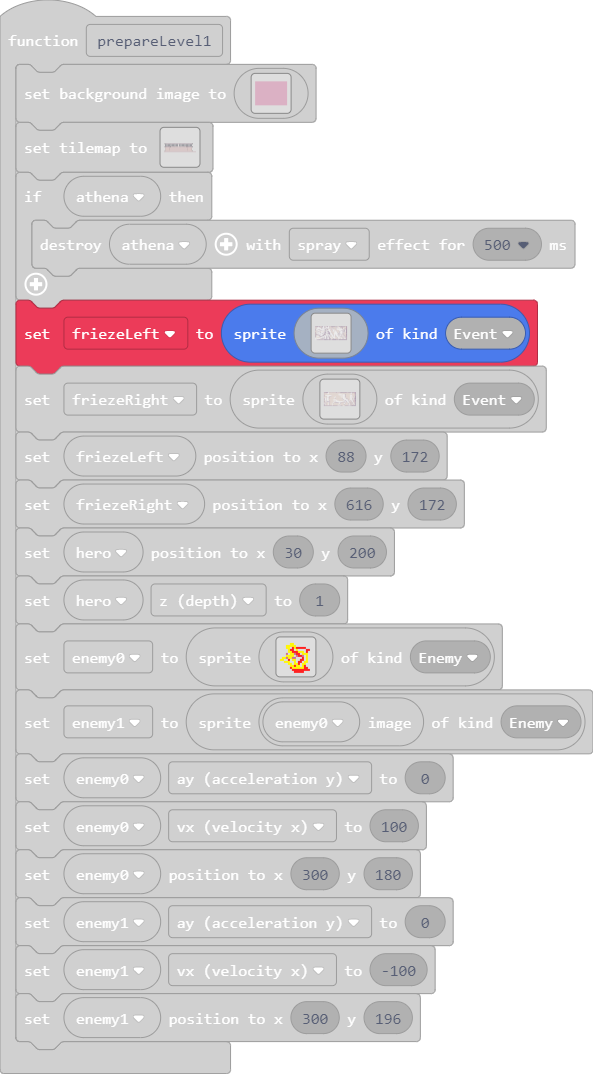 function prepareLevel1
set background image to
set tilemap to
if athena then
destroy athena with spray effect for 500 ms
set friezeLeft to sprite of kind Event
set friezeRight to sprite of kind Event
set friezeLeft position to x 88 y 172
set friezeRight position to x 616 y 172
set hero position to x 30 y 200
set hero z (depth) to 1
set enemy0 to sprite of kind Enemy
set enemy1 to sprite enemy0 image of kind Enemy
set enemy0 ay (acceleration y) to 0
set enemy0 vx (velocity x) to 100
set enemy0 position to x 300 y 180
set enemy1 ay (acceleration y) to 0
set enemy1 vx (velocity x) to -100
set enemy1 position to x 300 y 196